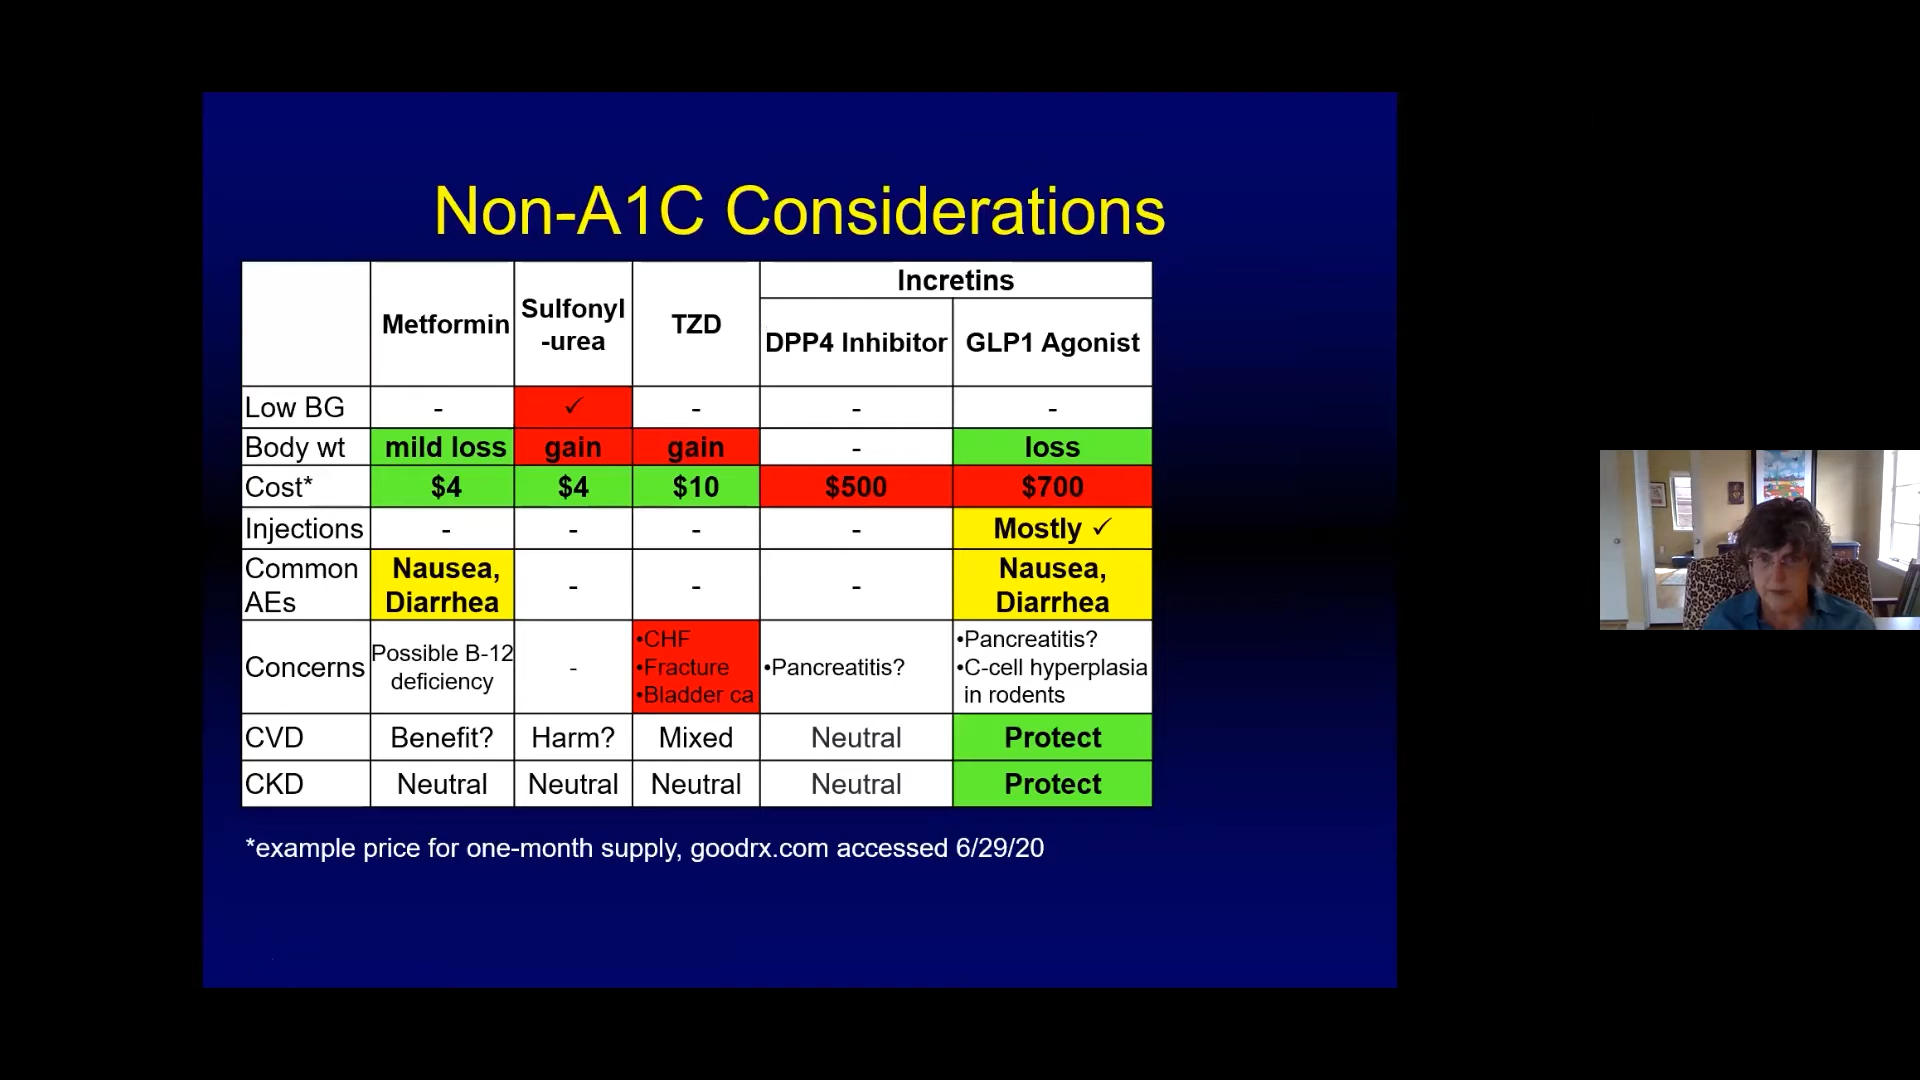 Non-A1C Considerations
Incretins
Metformin
Sulfonyl
-urea
TZD
DPP4 Inhibitor
GLP1 Agonist
Low BG - ✓ - - -
Body wt mild loss gain gain - loss
Cost* $4 $4 $10 $500 $700
Injections - - - - Mostly ✓
Common
AEs
Nausea,
Diarrhea
-
-
-
Nausea,
Diarrhea
Concerns
Possible B-12
deficiency
-
•CHF
•Fracture
•Bladder ca
•Pancreatitis?
•Pancreatitis?
•C-cell hyperplasia
in rodents
CVD Benefit? Harm? Mixed Neutral Protect
CKD Neutral Neutral Neutral Neutral Protect
*example price for one-month supply, goodrx.com accessed 6/29/20